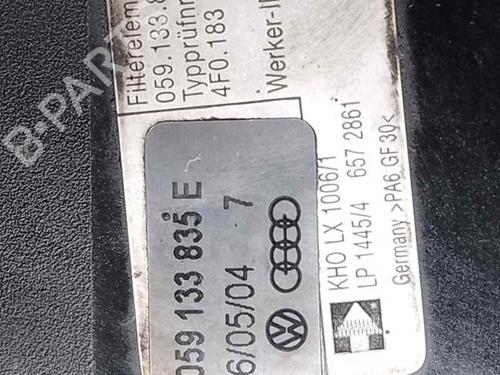 Filterelem
059.133.8
Typprüfnr
4F0.183
Werker-I
059 133 835 E
6/05/04 7
KHO LX 1006/1
LP 1445/4 657 2861
Germany >PA6 GF 30<
B-PARTS